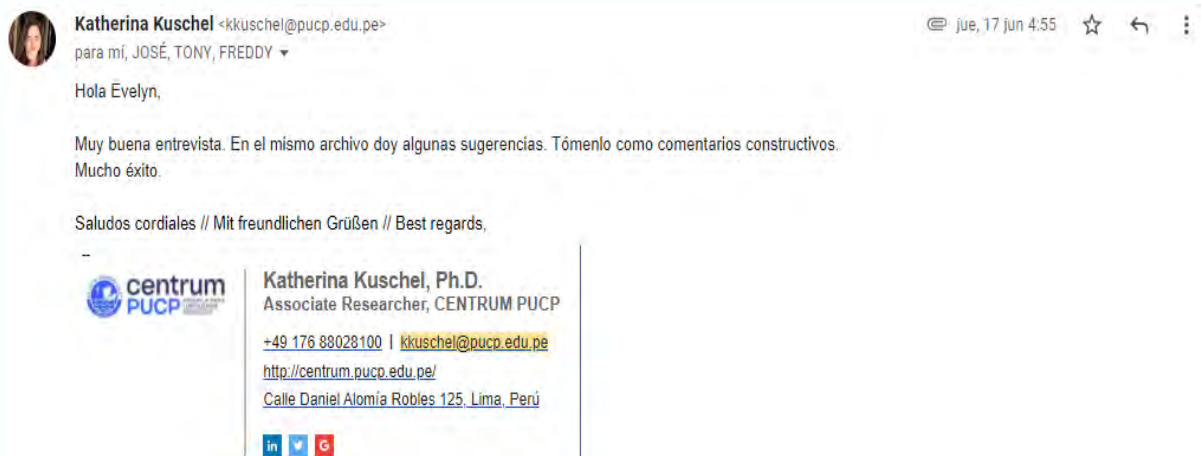 Katherina Kuschel <kkuschel@pucp.edu.pe>
jue, 17 jun 4:55
para mí, JOSÉ, TONY, FREDDY
Hola Evelyn,
Muy buena entrevista. En el mismo archivo doy algunas sugerencias. Tómenlo como comentarios constructivos.
Mucho éxito.
Saludos cordiales // Mit freundlichen Grüßen // Best regards,
--
centrum
PUCP
Katherina Kuschel, Ph.D.
Associate Researcher, CENTRUM PUCP
+49 176 88028100 | kkuschel@pucp.edu.pe
http://centrum.pucp.edu.pe/
Calle Daniel Alomía Robles 125, Lima, Perú
in
G